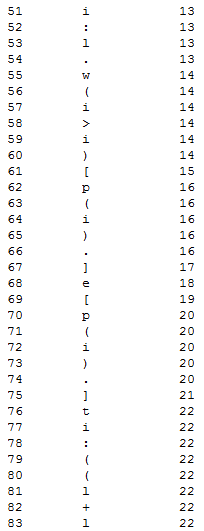 51 i 13
52 : 13
53 l 13
54 . 13
55 w 14
56 ( 14
57 i 14
58 > 14
59 i 14
60 ) 14
61 [ 15
62 p 16
63 ( 16
64 i 16
65 ) 16
66 . 16
67 ] 17
68 e 18
69 [ 19
70 p 20
71 ( 20
72 i 20
73 ) 20
74 . 20
75 ] 21
76 t 22
77 i 22
78 : 22
79 ( 22
80 ( 22
81 l 22
82 + 22
83 l 22